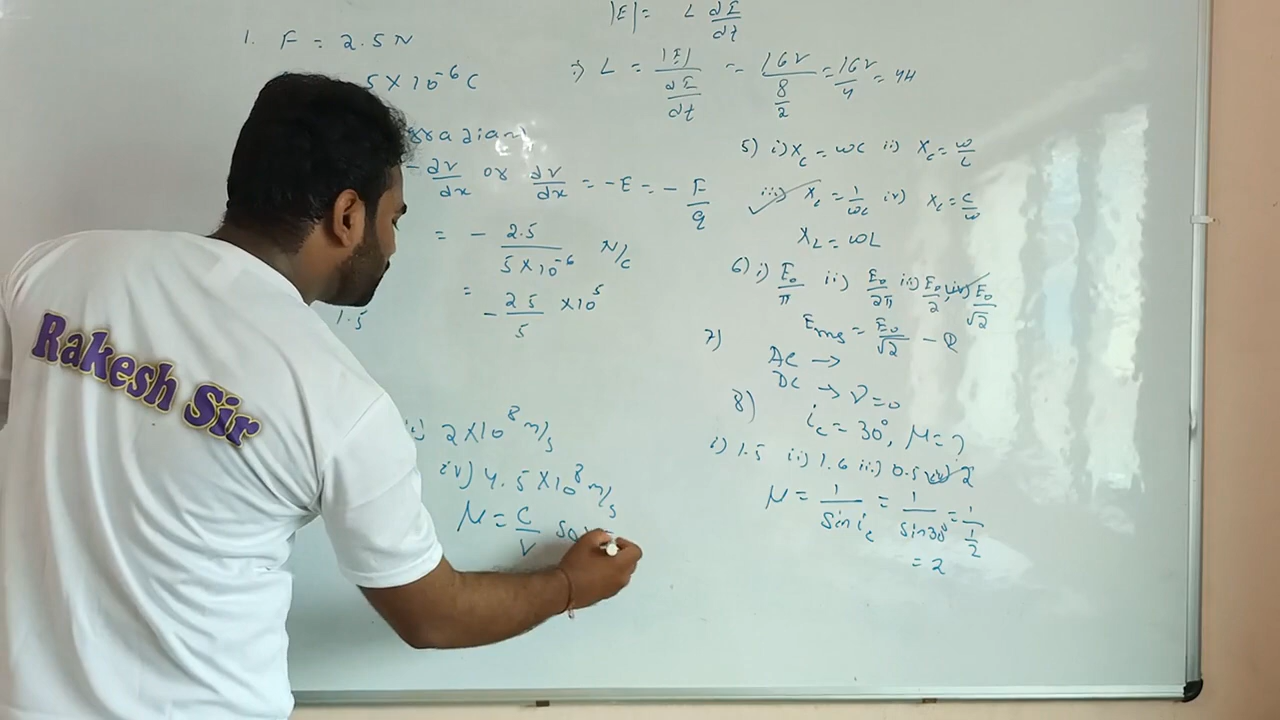 1. F = 2.5 N
5 X 10⁻⁶ C
gradian
- dV/dx or dV/dx = - E = - F/q
= - 2.5 / 5 X 10⁻⁶ N/C
= - 25/5 X 10⁵
1.5
2 X 10⁸ m/s
iv) 4.5 X 10⁸ m/s
μ = C/V
|E| = L dI/dt
L = |E| / dI/dt = 16V / 8/2 = 16V/4 = 4H
5) i) Xc = ωC ii) Xc = ω/C
iii) Xc = 1/ωC iv) Xc = C/ω
XL = ωL
6) i) E₀/π ii) E₀/2π iii) E₀/2 iv) E₀/√2
Erms = E₀/√2
7) AC →
DC → ν = 0
8) ic = 30°, μ = ?
i) 1.5 ii) 1.6 iii) 0.5 iv) 2
μ = 1/Sin ic = 1/Sin30° = 1 / 1/2
= 2
Rakesh Sir